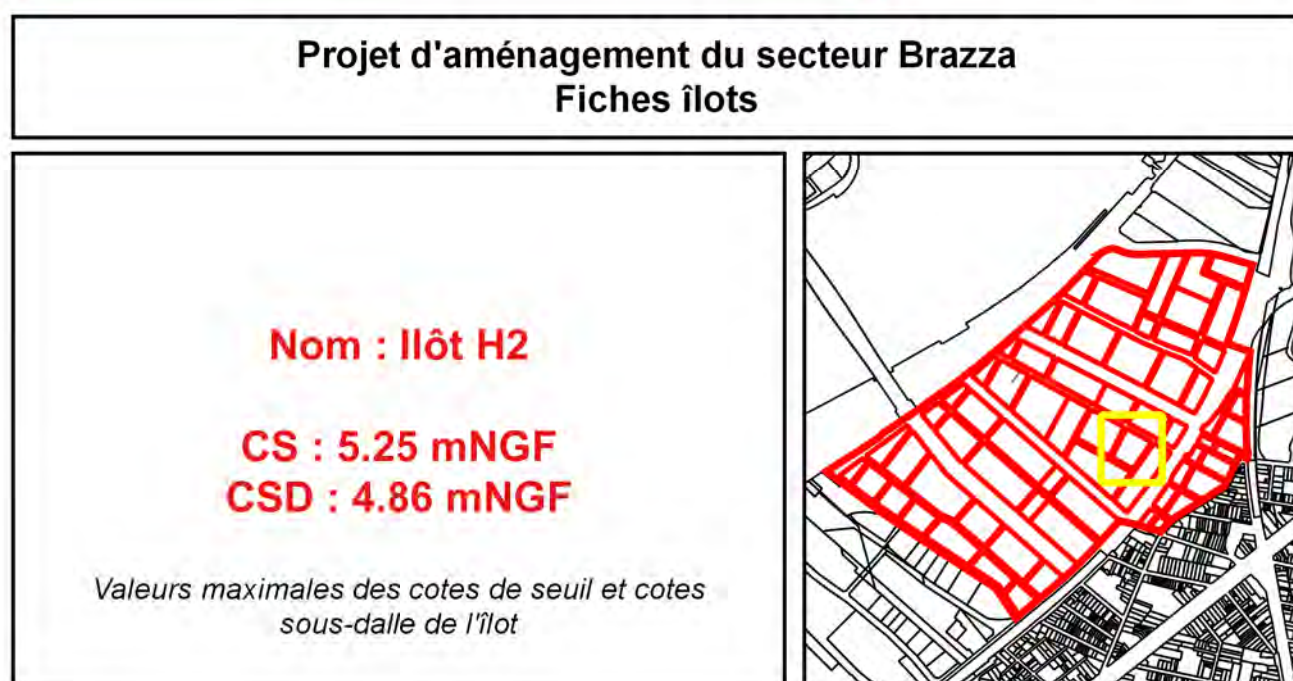 Projet d'aménagement du secteur Brazza
Fiches îlots
Nom : Ilôt H2
CS : 5.25 mNGF
CSD : 4.86 mNGF
Valeurs maximales des cotes de seuil et cotes
sous-dalle de l'îlot